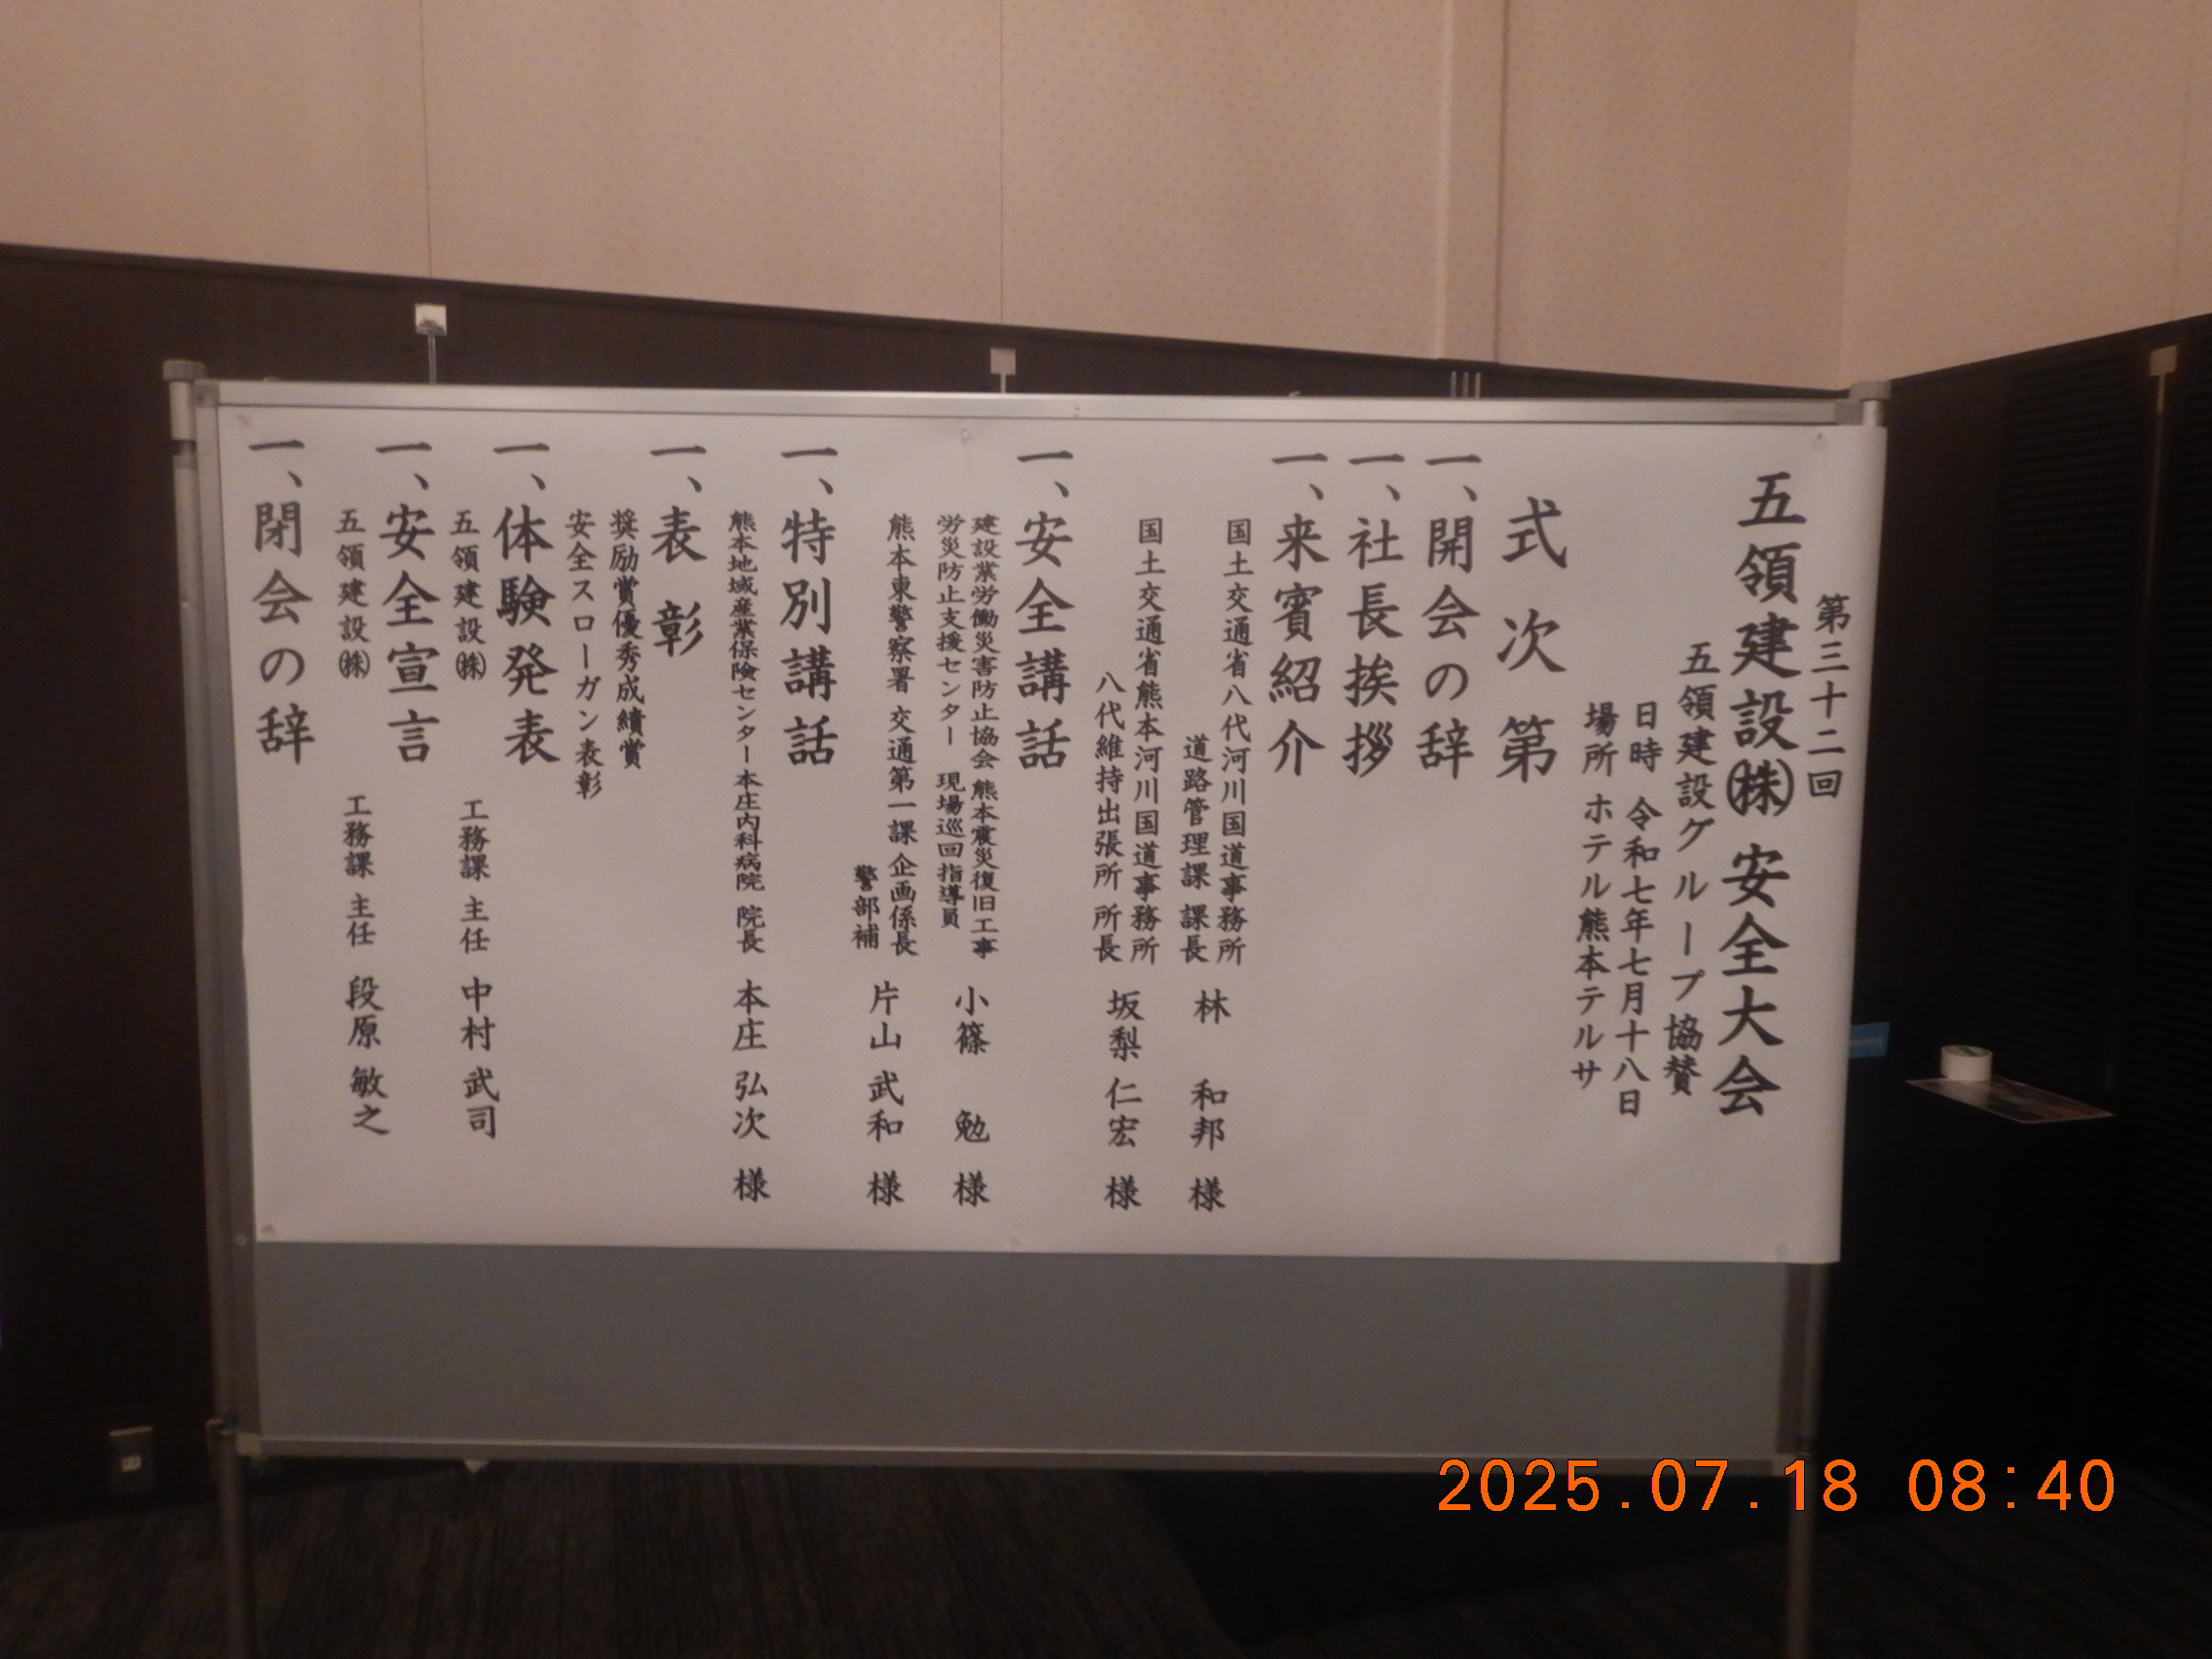 第三十二回
五領建設㈱ 安全大会
五領建設グループ協賛
日時 令和七年七月十八日
場所 ホテル熊本テルサ
式次第
一、開会の辞
一、社長挨拶
一、来賓紹介
国土交通省八代河川国道事務所
道路管理課 課長 林 和邦 様
国土交通省熊本河川国道事務所
八代維持出張所 所長 坂梨 仁宏 様
一、安全講話
建設業労働災害防止協会 熊本震災復旧工事
労災防止支援センター 現場巡回指導員 小篠 勉 様
熊本東警察署 交通第一課 企画係長
警部補 片山 武和 様
一、特別講話
熊本地域産業保険センター 本庄内科病院 院長 本庄 弘次 様
一、表彰
奨励賞優秀成績賞
安全スローガン表彰
一、体験発表
五領建設㈱ 工務課 主任 中村 武司
一、安全宣言
五領建設㈱ 工務課 主任 段原 敏之
一、閉会の辞
2025.07.18 08:40